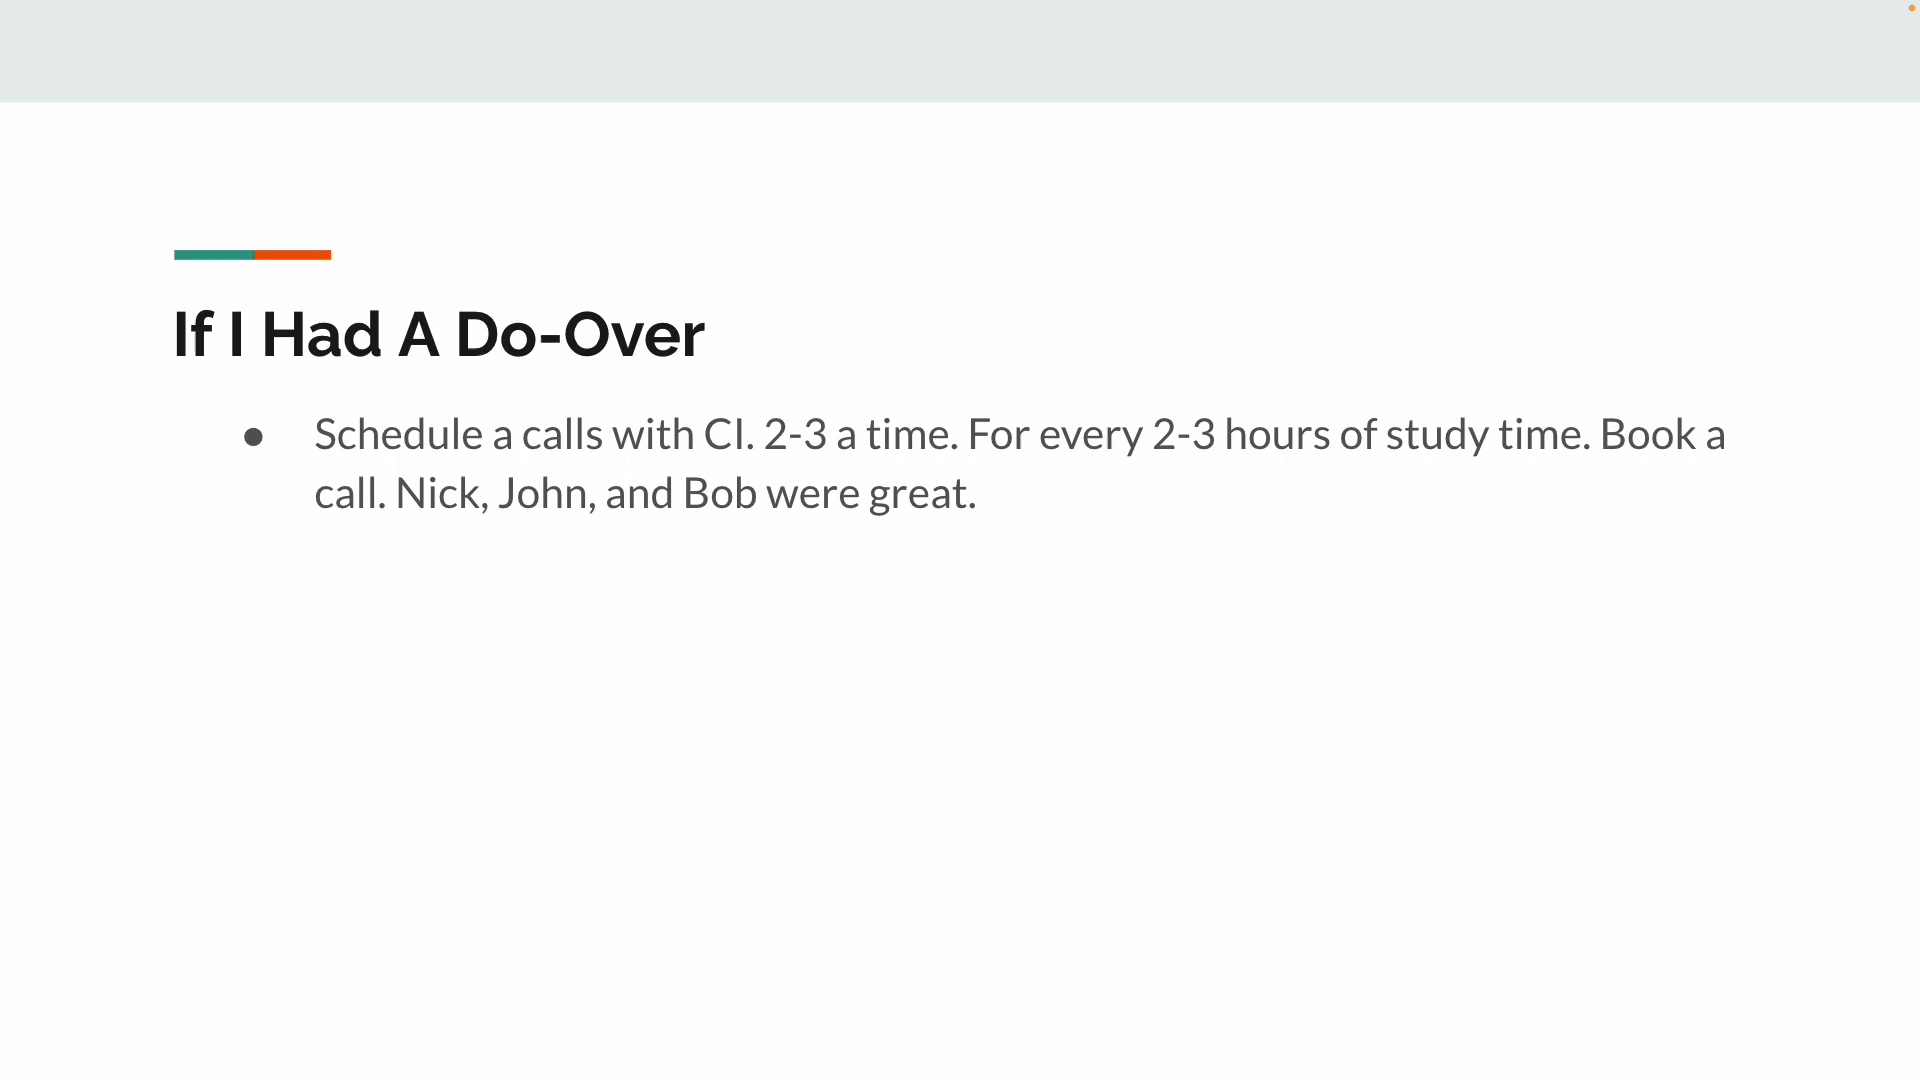 If I Had A Do-Over
● Schedule a calls with CI. 2-3 a time. For every 2-3 hours of study time. Book a
call. Nick, John, and Bob were great.